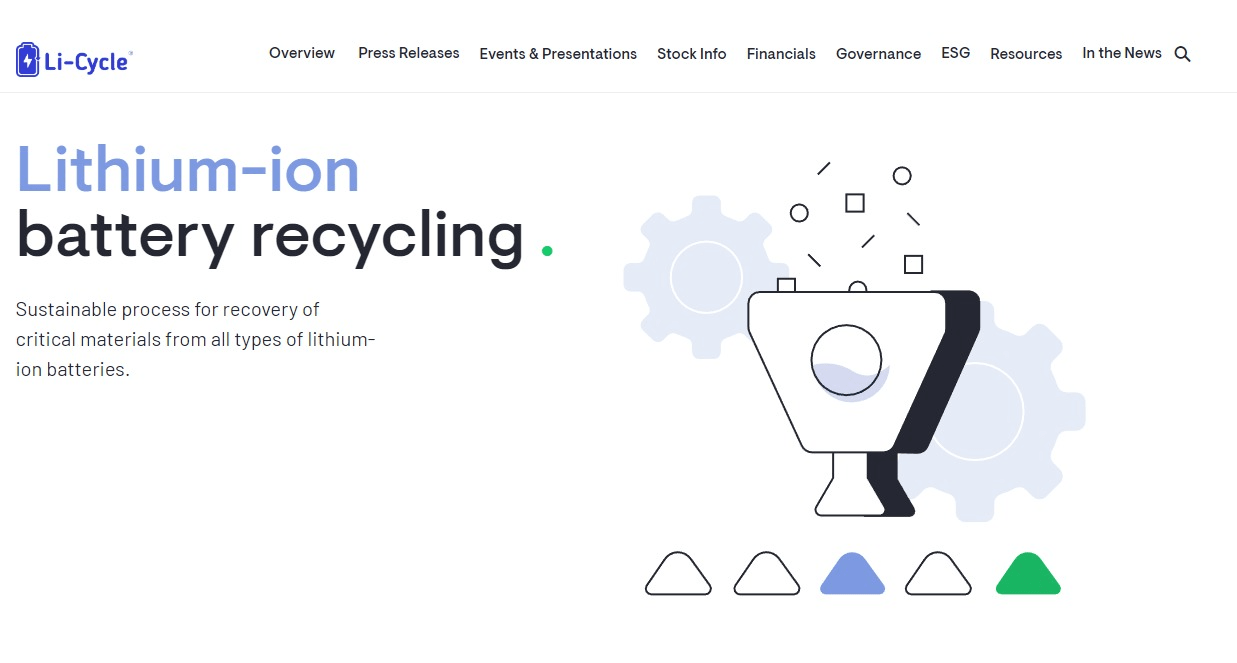 Li-Cycle®
Overview Press Releases Events & Presentations Stock Info Financials Governance ESG Resources In the News
Lithium-ion
battery recycling .
Sustainable process for recovery of
critical materials from all types of lithium-
ion batteries.